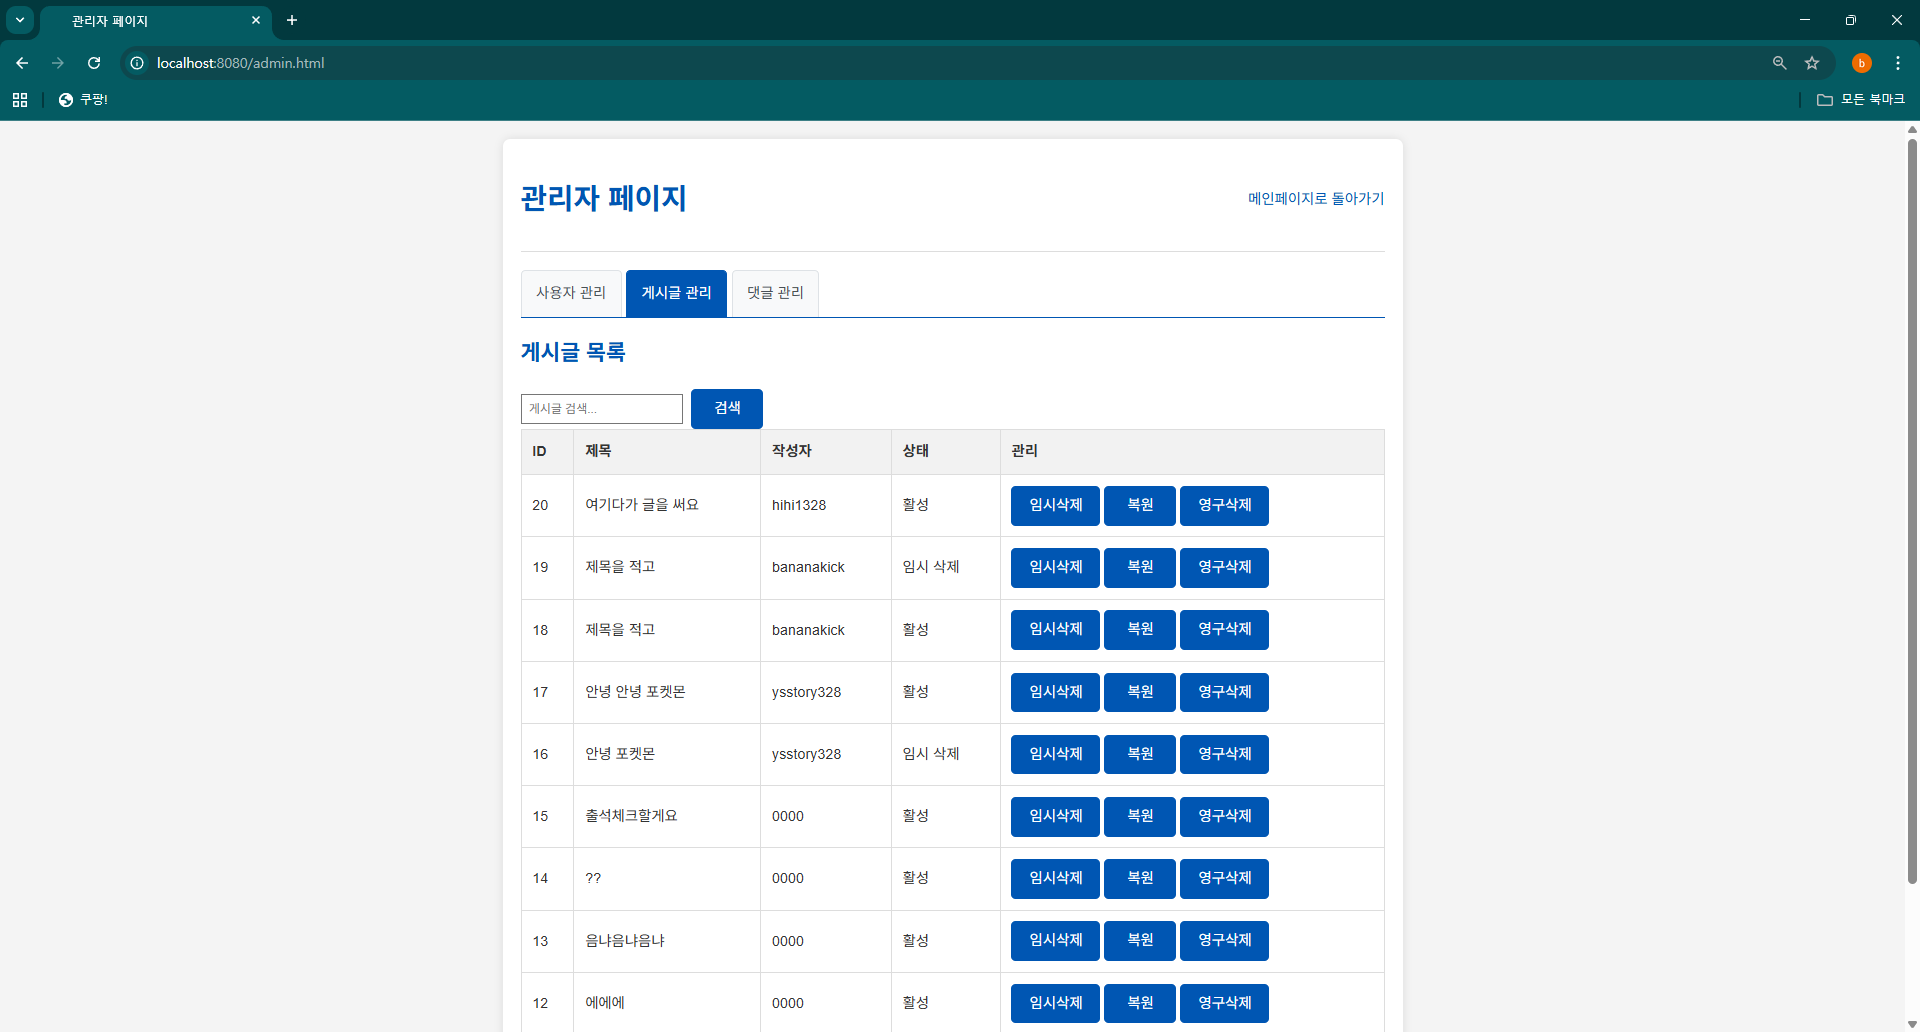 관리자 페이지
localhost:8080/admin.html
b
쿠팡!
모든 북마크
관리자 페이지
메인페이지로 돌아가기
사용자 관리 게시글 관리 댓글 관리
게시글 목록
게시글 검색... 검색
ID 제목 작성자 상태 관리
20 여기다가 글을 써요 hihi1328 활성 임시삭제 복원 영구삭제
19 제목을 적고 bananakick 임시 삭제 임시삭제 복원 영구삭제
18 제목을 적고 bananakick 활성 임시삭제 복원 영구삭제
17 안녕 안녕 포켓몬 ysstory328 활성 임시삭제 복원 영구삭제
16 안녕 포켓몬 ysstory328 임시 삭제 임시삭제 복원 영구삭제
15 출석체크할게요 0000 활성 임시삭제 복원 영구삭제
14 ?? 0000 활성 임시삭제 복원 영구삭제
13 음냐음냐음냐 0000 활성 임시삭제 복원 영구삭제
12 에에에 0000 활성 임시삭제 복원 영구삭제